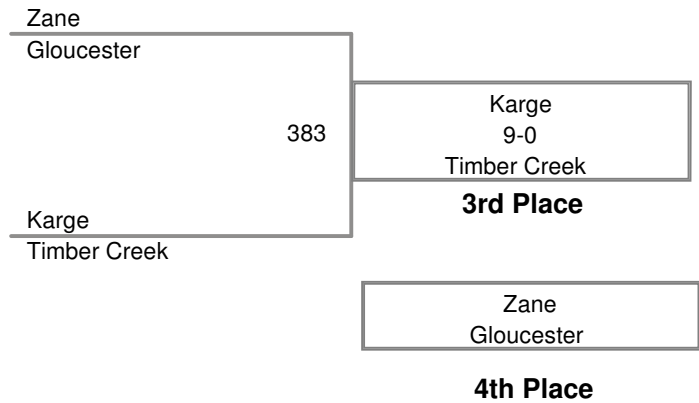 Zane
Gloucester
383
Karge
9-0
Timber Creek
3rd Place
Karge
Timber Creek
Zane
Gloucester
4th Place